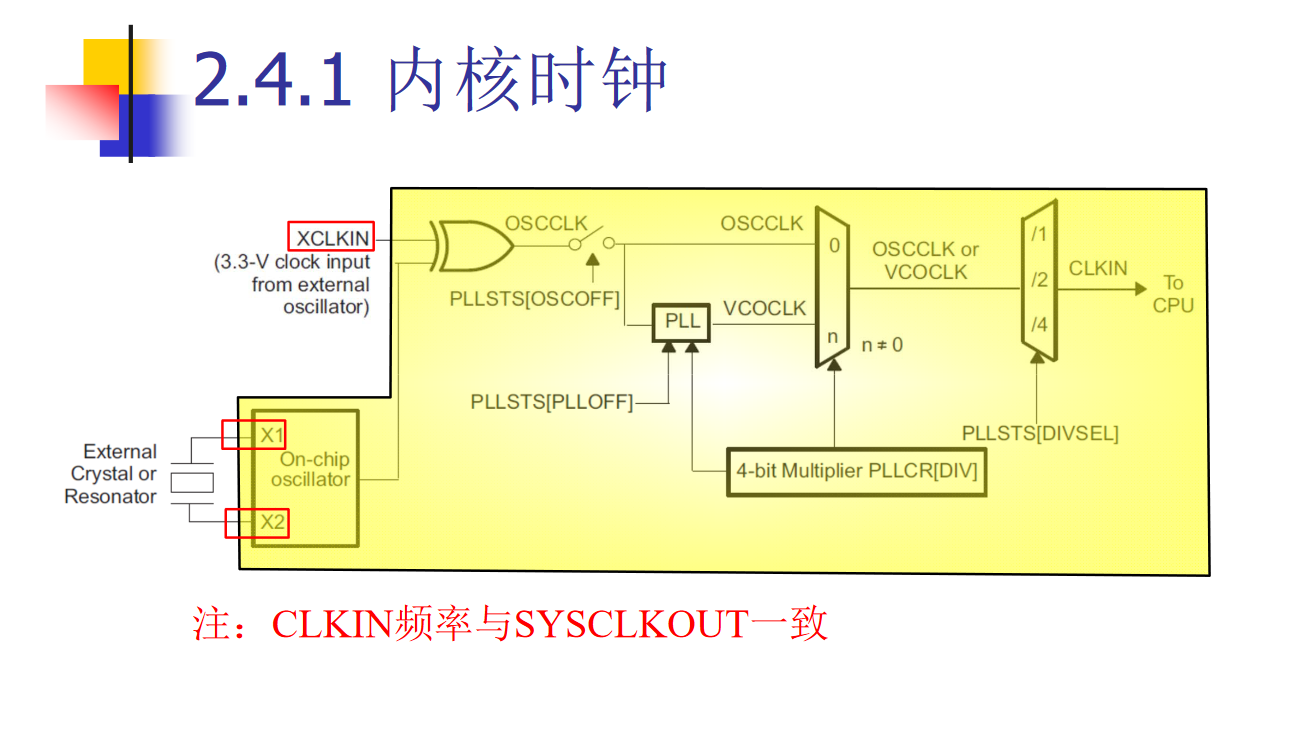 2.4.1 内核时钟
XCLKIN
(3.3-V clock input
from external
oscillator)
OSCCLK
PLLSTS[OSCOFF]
OSCCLK
0
n
n ≠ 0
PLL
VCOCLK
PLLSTS[PLLOFF]
OSCCLK or
VCOCLK
/1
/2
/4
CLKIN
To
CPU
PLLSTS[DIVSEL]
4-bit Multiplier PLLCR[DIV]
External
Crystal or
Resonator
X1
On-chip
oscillator
X2
注：CLKIN频率与SYSCLKOUT一致